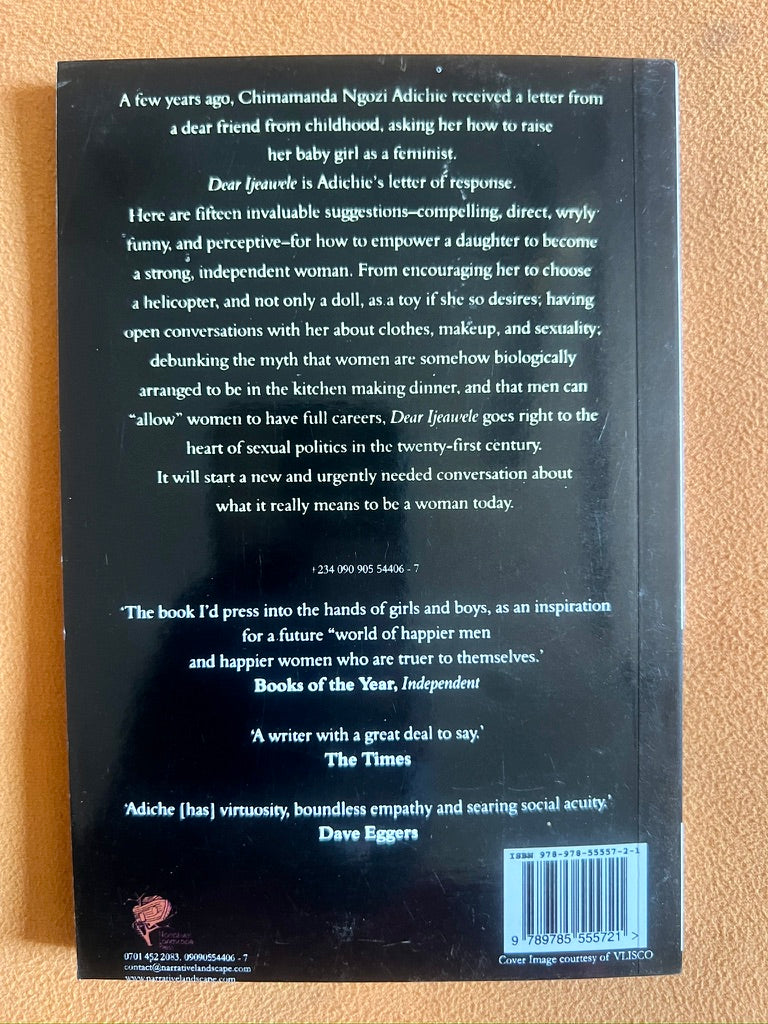 A few years ago, Chimamanda Ngozi Adichie received a letter from
a dear friend from childhood, asking her how to raise
her baby girl as a feminist.
Dear Ijeawele is Adichie's letter of response.
Here are fifteen invaluable suggestions–compelling, direct, wryly
funny, and perceptive–for how to empower a daughter to become
a strong, independent woman. From encouraging her to choose
a helicopter, and not only a doll, as a toy if she so desires; having
open conversations with her about clothes, makeup, and sexuality;
debunking the myth that women are somehow biologically
arranged to be in the kitchen making dinner, and that men can
“allow” women to have full careers, Dear Ijeawele goes right to the
heart of sexual politics in the twenty-first century.
It will start a new and urgently needed conversation about
what it really means to be a woman today.
+234 090 905 54406 - 7
‘The book I'd press into the hands of girls and boys, as an inspiration
for a future “world of happier men
and happier women who are truer to themselves.’
Books of the Year, Independent
‘A writer with a great deal to say.’
The Times
‘Adiche [has] virtuosity, boundless empathy and searing social acuity.’
Dave Eggers
ISBN 978-978-55557-2-1
9 789785 555721 >
Cover Image courtesy of VLISCO
0701 452 2083, 09090554406 - 7
contact@narrativelandscape.com
www.narrativelandscape.com